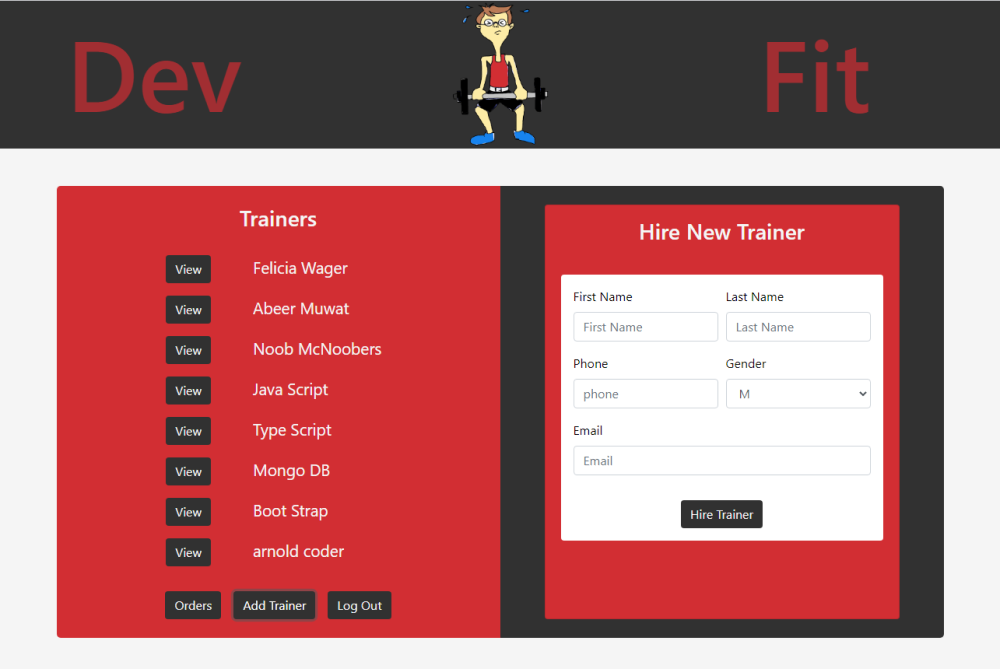 Dev Fit
Trainers
View Felicia Wager
View Abeer Muwat
View Noob McNoobers
View Java Script
View Type Script
View Mongo DB
View Boot Strap
View arnold coder
Orders Add Trainer Log Out
Hire New Trainer
First Name Last Name
First Name Last Name
Phone Gender
phone M
Email
Email
Hire Trainer